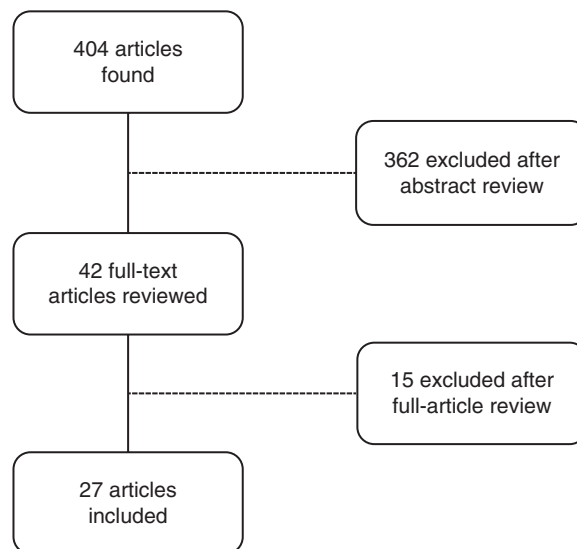 404 articles
found
362 excluded after
abstract review
42 full-text
articles reviewed
15 excluded after
full-article review
27 articles
included